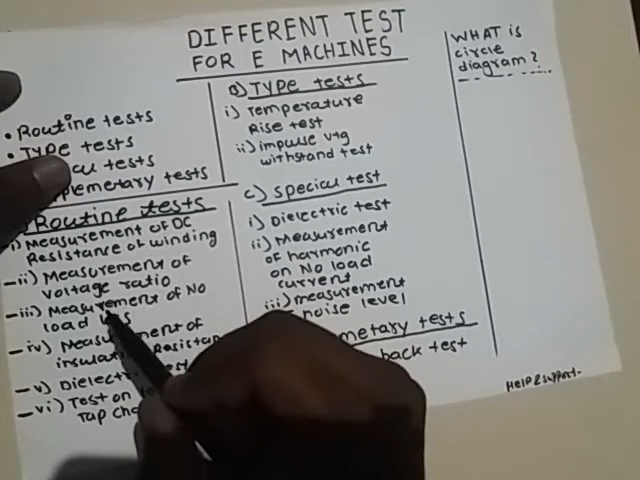 DIFFERENT TEST
FOR E MACHINES
• Routine tests
• TYPE tests
tests
tests
Routine tests
i) Measurement of DC
Resistance of winding
– ii) Measurement of
voltage ratio
– iii) Measurement of No
load
– iv) of
– v)
– vi) Test on
Tap
a) TYPE tests
i) Temperature
Rise test
ii) impulse vtg
withstand test
c) special test
i) Dielectric test
ii) Measurement
of harmonic
on No load
current
iii) measurement
noise level
tests
back test
WHAT is
circle
diagram?
HELP & support.